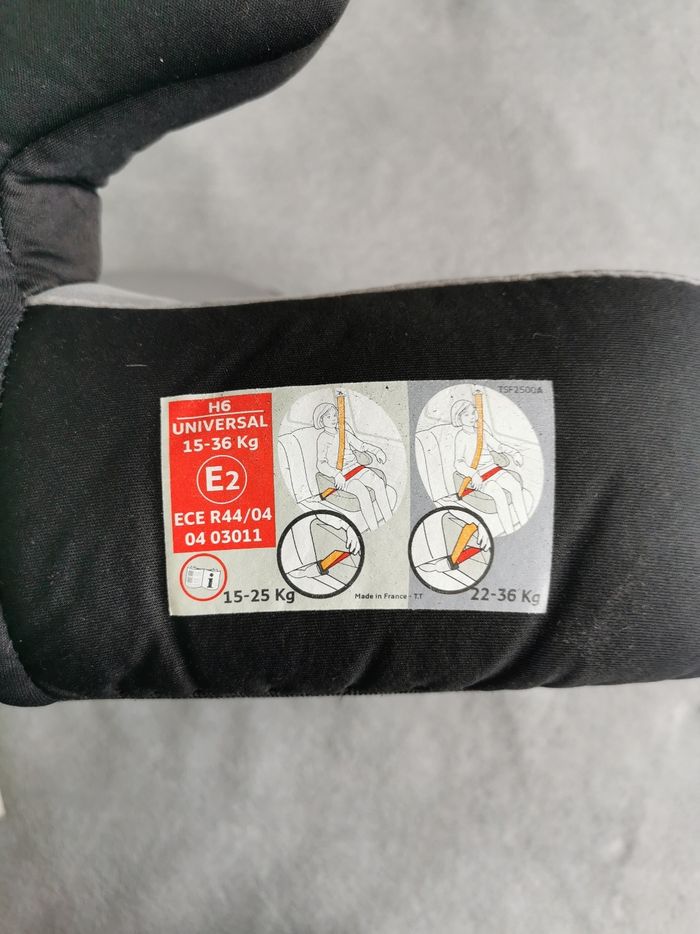 H6
UNIVERSAL
15-36 Kg
E2
ECE R44/04
04 03011
i
15-25 Kg
Made in France - T.T
TSF2500A
22-36 Kg